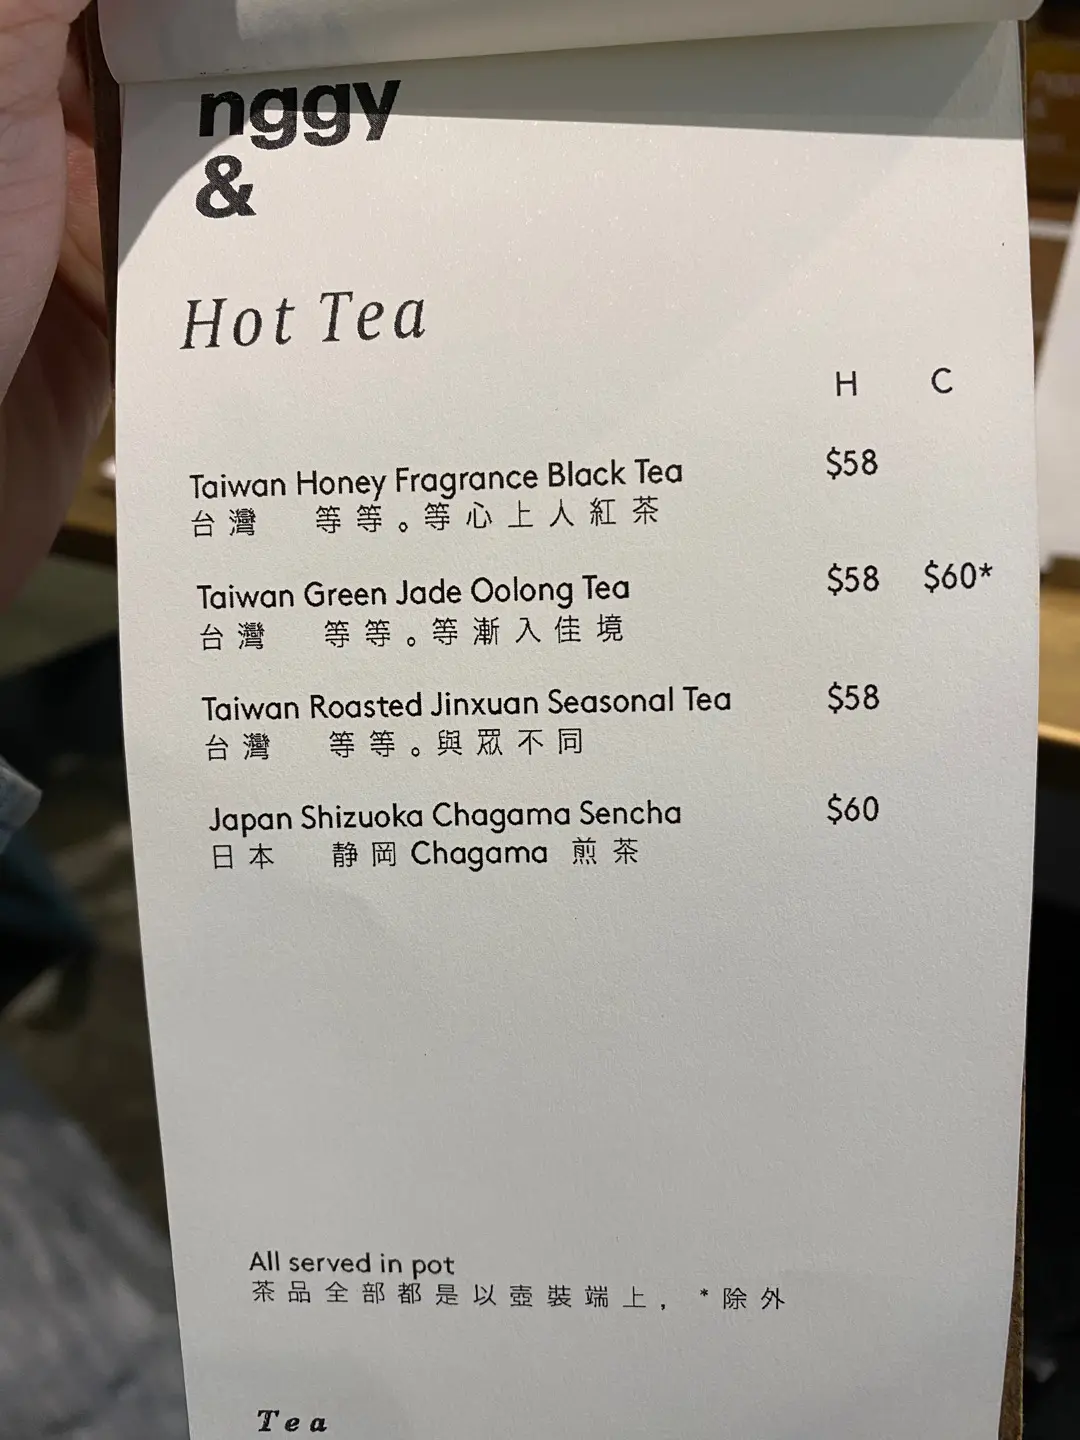 nggy
&
Hot Tea
H C
Taiwan Honey Fragrance Black Tea $58
台灣 等等。等心上人紅茶
Taiwan Green Jade Oolong Tea $58 $60*
台灣 等等。等漸入佳境
Taiwan Roasted Jinxuan Seasonal Tea $58
台灣 等等。與眾不同
Japan Shizuoka Chagama Sencha $60
日本 静岡 Chagama 煎茶
All served in pot
茶品全部都是以壺裝端上，*除外
Tea